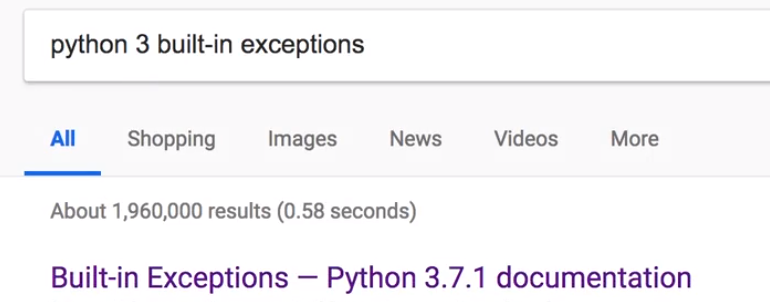 python 3 built-in exceptions
All Shopping Images News Videos More
About 1,960,000 results (0.58 seconds)
Built-in Exceptions — Python 3.7.1 documentation